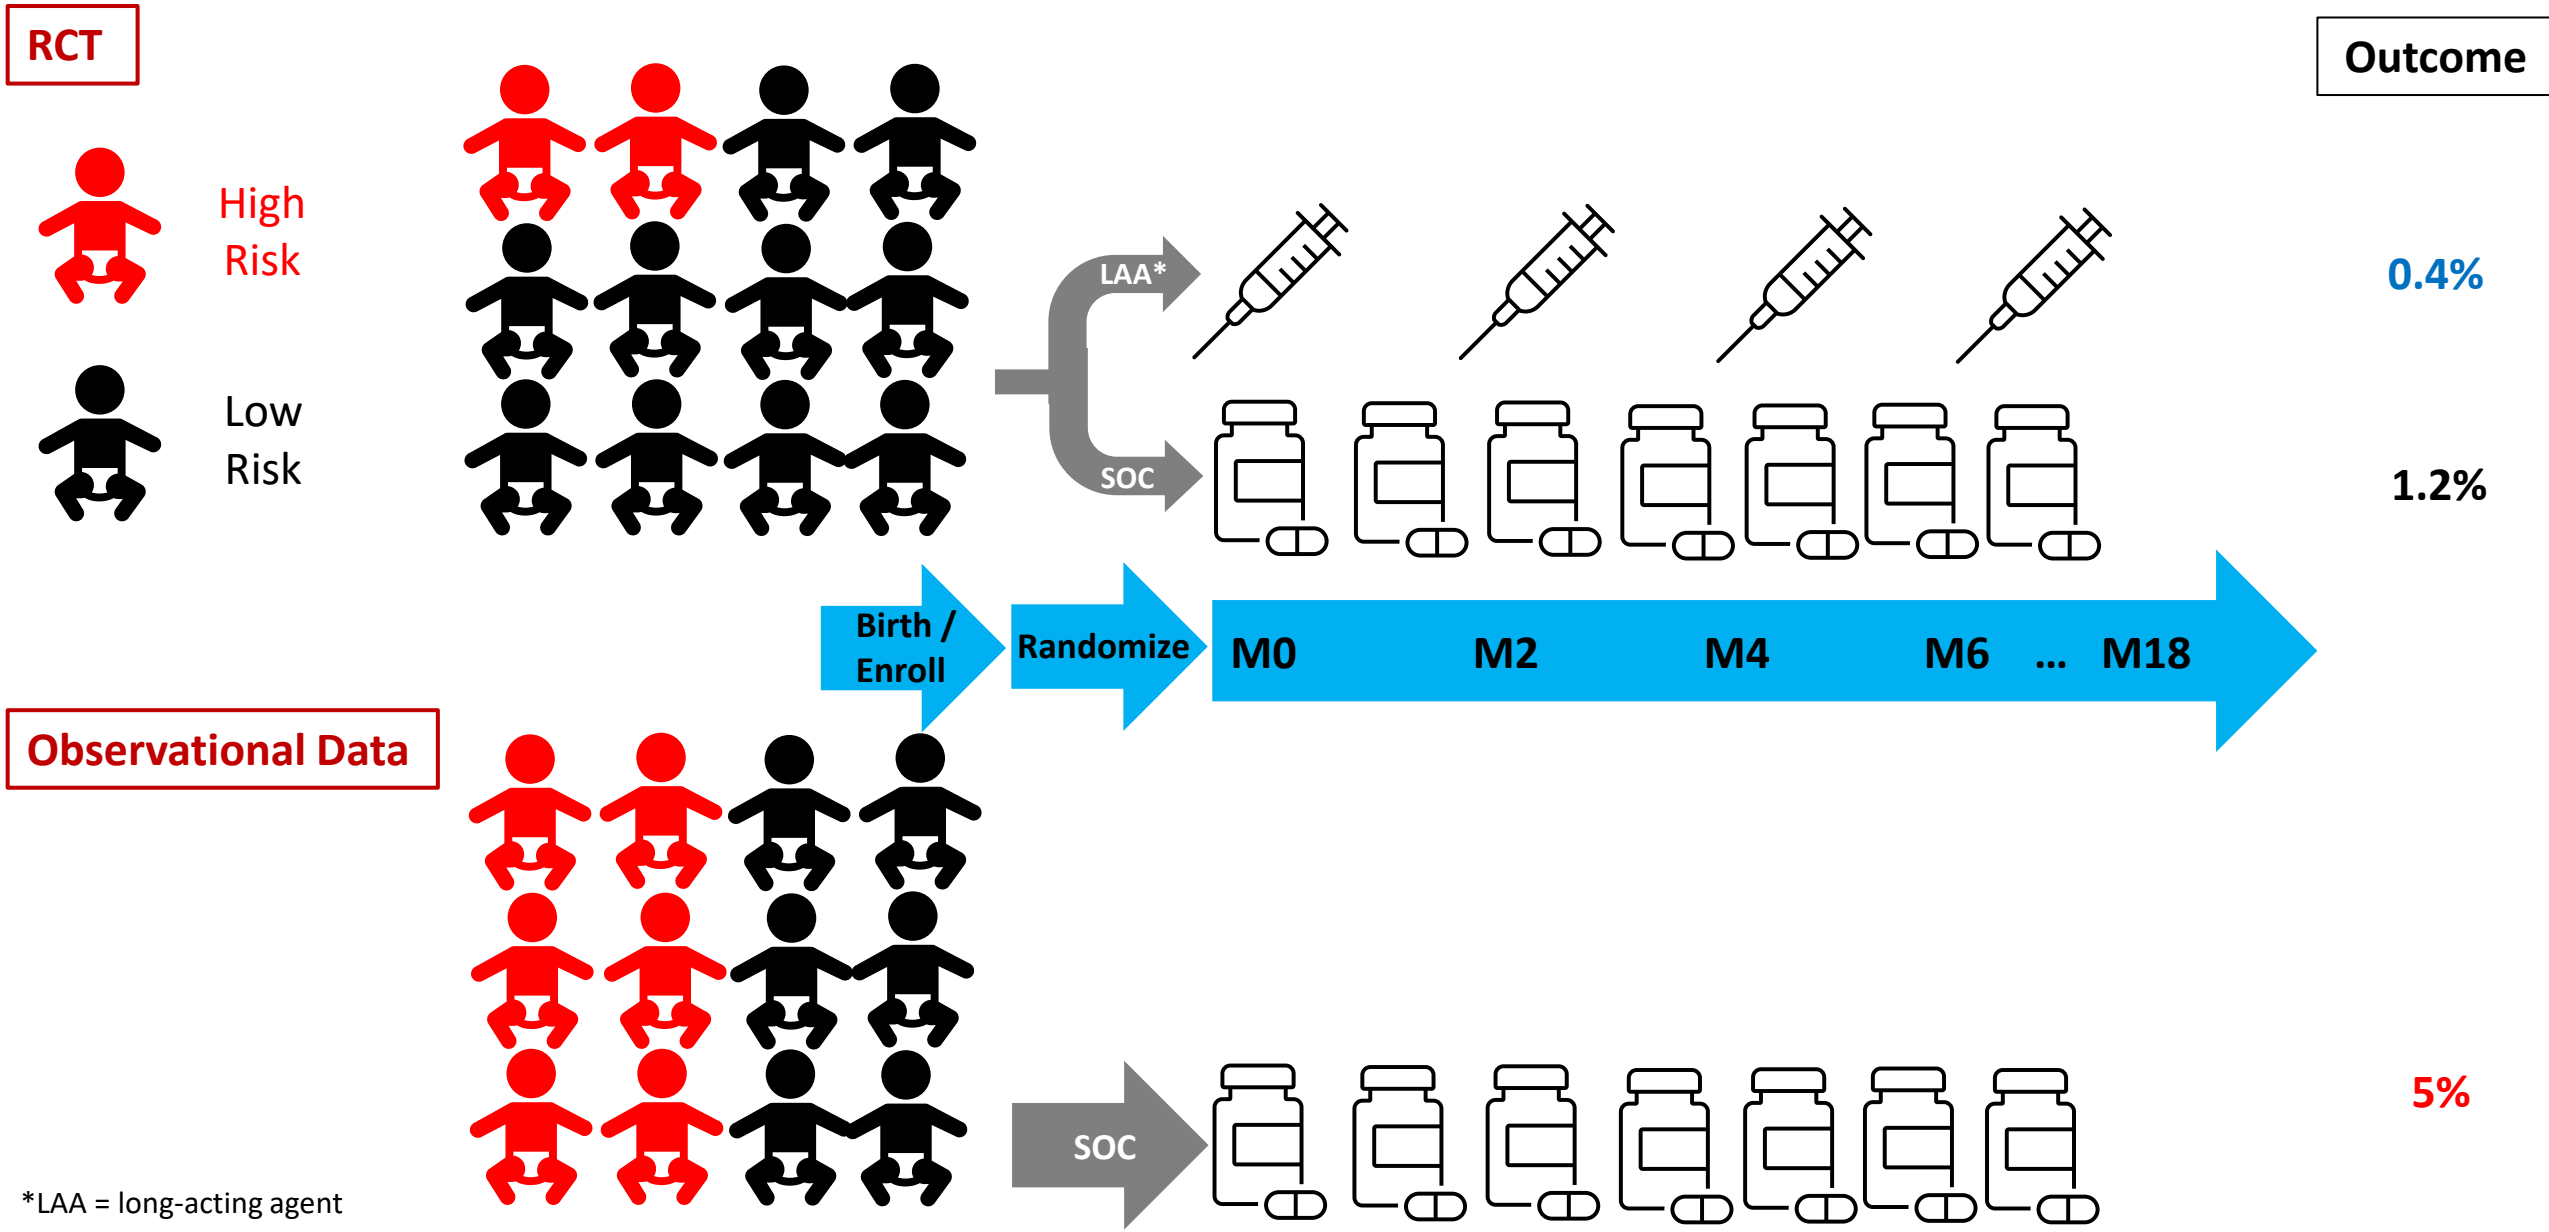 RCT
Outcome
High
Risk
Low
Risk
LAA*
SOC
0.4%
1.2%
Birth /
Enroll
Randomize
M0 M2 M4 M6 ... M18
Observational Data
SOC
5%
*LAA = long-acting agent